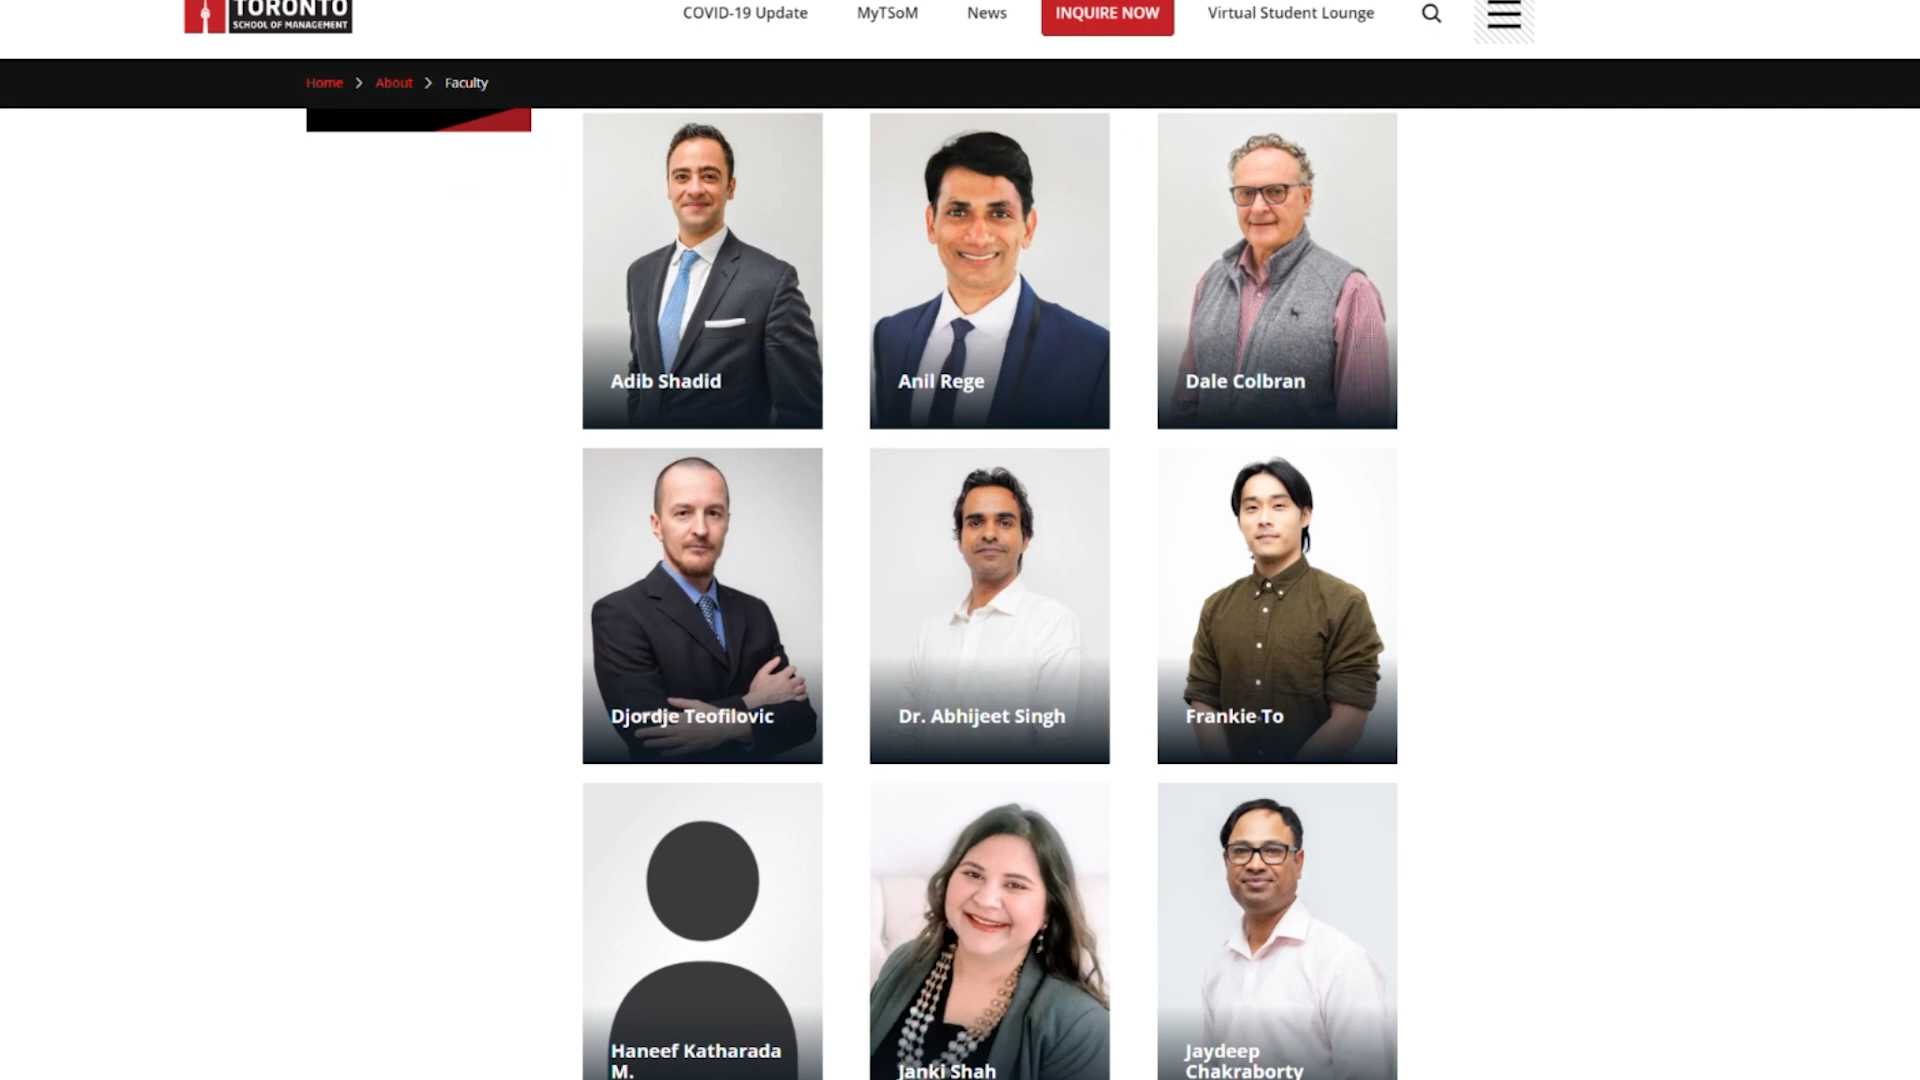 TORONTO
SCHOOL OF MANAGEMENT
COVID-19 Update
MyTSoM
News
INQUIRE NOW
Virtual Student Lounge
Home > About > Faculty
Adib Shadid
Anil Rege
Dale Colbran
Djordje Teofilovic
Dr. Abhijeet Singh
Frankie To
Haneef Katharada
M.
Janki Shah
Jaydeep
Chakraborty